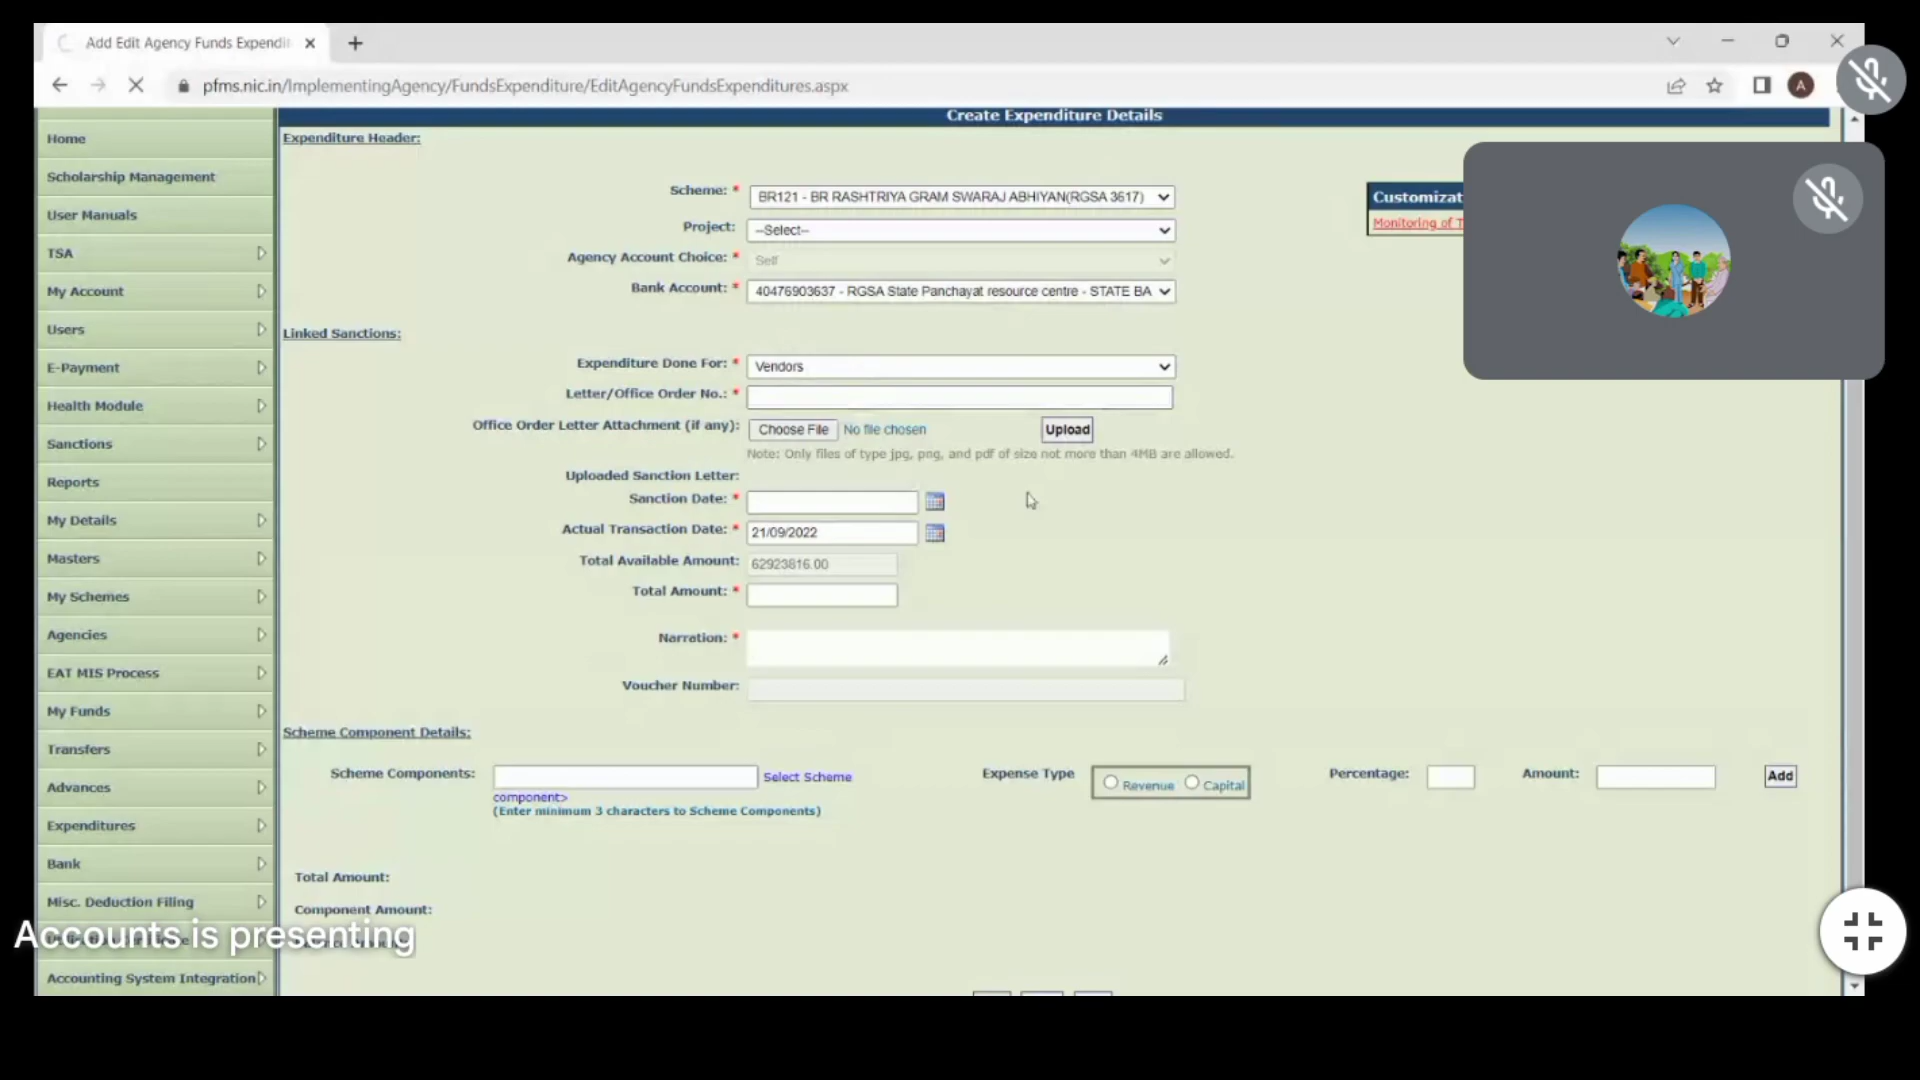 Add Edit Agency Funds Expendit
pfms.nic.in/ImplementingAgency/FundsExpenditure/EditAgencyFundsExpenditures.aspx
A
Create Expenditure Details
Home
Scholarship Management
User Manuals
TSA
My Account
Users
E-Payment
Health Module
Sanctions
Reports
My Details
Masters
My Schemes
Agencies
EAT MIS Process
My Funds
Transfers
Advances
Expenditures
Bank
Misc. Deduction Filing
Accounting System Integration
Expenditure Header:
Scheme: * BR121 - BR RASHTRIYA GRAM SWARAJ ABHIYAN(RGSA 3617)
Project: --Select--
Agency Account Choice: * Self
Bank Account: * 40476903637 - RGSA State Panchayat resource centre - STATE BA
Customizat
Monitoring of T
Linked Sanctions:
Expenditure Done For: * Vendors
Letter/Office Order No.: *
Office Order Letter Attachment (if any): Choose File No file chosen Upload
Note: Only files of type jpg, png, and pdf of size not more than 4MB are allowed.
Uploaded Sanction Letter:
Sanction Date: *
Actual Transaction Date: * 21/09/2022
Total Available Amount: 62923816.00
Total Amount: *
Narration: *
Voucher Number:
Scheme Component Details:
Scheme Components: Select Scheme
component>
(Enter minimum 3 characters to Scheme Components)
Expense Type Revenue Capital
Percentage: Amount: Add
Total Amount:
Component Amount:
Accounts is presenting